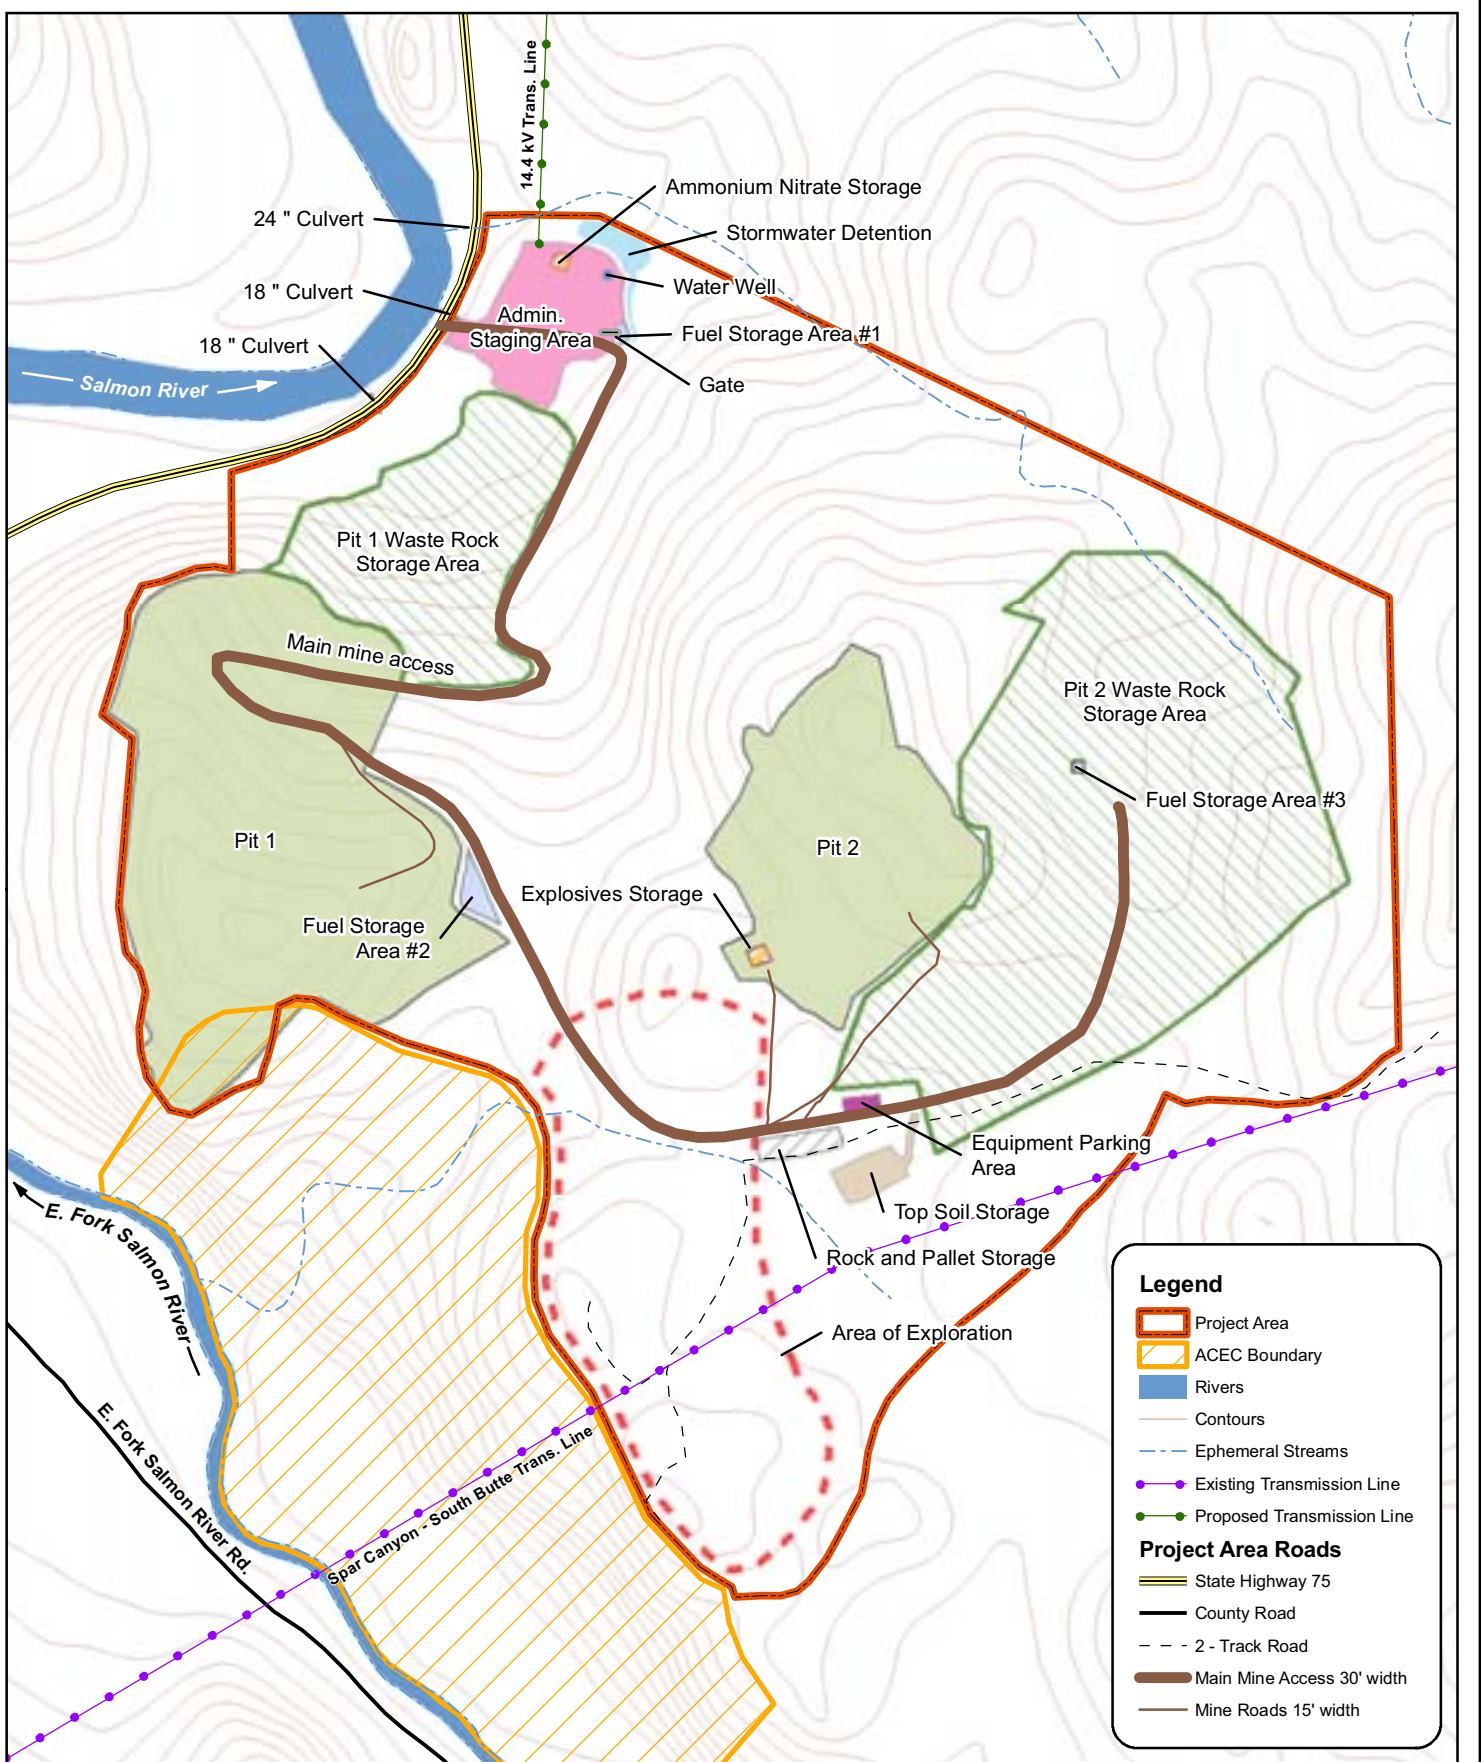 14.4 kV Trans. Line
Ammonium Nitrate Storage
24 " Culvert
Stormwater Detention
18 " Culvert
Water Well
Admin.
Staging Area
Fuel Storage Area #1
18 " Culvert
Gate
Salmon River
Pit 1 Waste Rock
Storage Area
Main mine access
Pit 2 Waste Rock
Storage Area
Fuel Storage Area #3
Pit 1
Pit 2
Explosives Storage
Fuel Storage
Area #2
Equipment Parking
Area
Top Soil Storage
E. Fork Salmon River
Rock and Pallet Storage
Area of Exploration
E. Fork Salmon River Rd.
Spar Canyon - South Butte Trans. Line
Legend
Project Area
ACEC Boundary
Rivers
Contours
Ephemeral Streams
Existing Transmission Line
Proposed Transmission Line
Project Area Roads
State Highway 75
County Road
2 - Track Road
Main Mine Access 30' width
Mine Roads 15' width